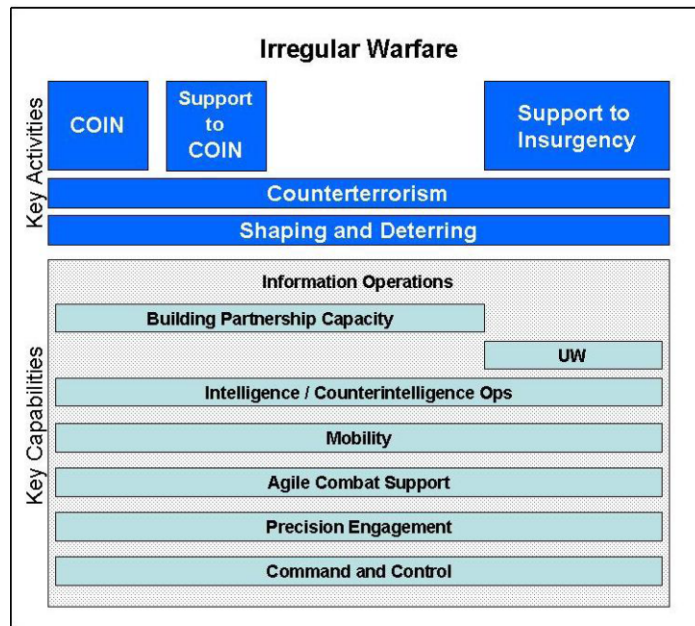 Irregular Warfare
Key Activities
COIN
Support
to
COIN
Support to
Insurgency
Counterterrorism
Shaping and Deterring
Key Capabilities
Information Operations
Building Partnership Capacity
UW
Intelligence / Counterintelligence Ops
Mobility
Agile Combat Support
Precision Engagement
Command and Control